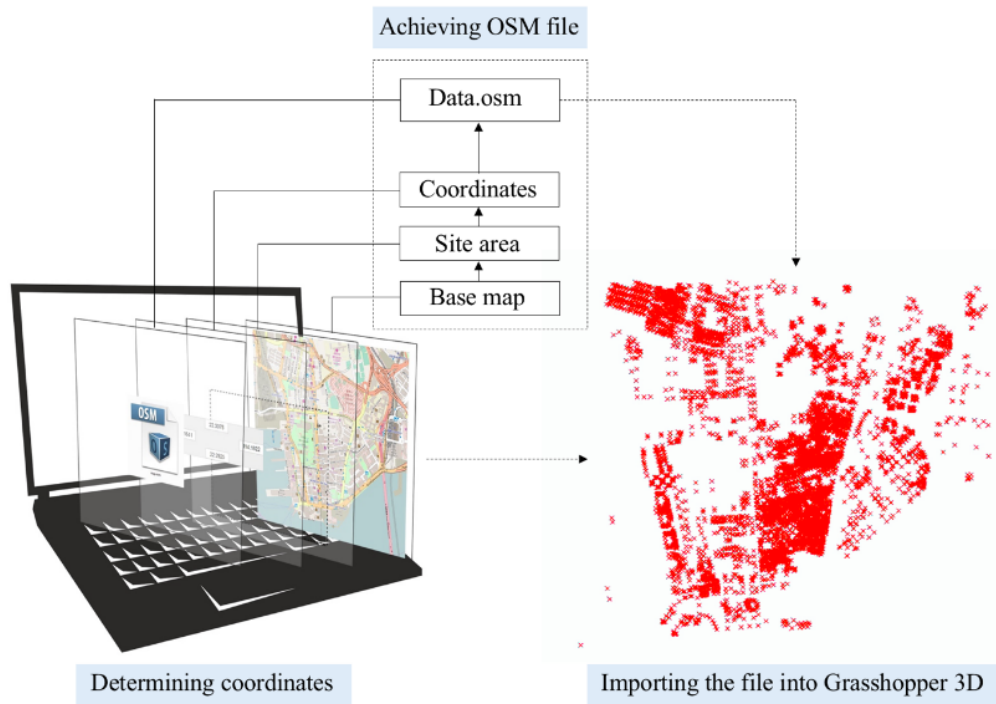 Achieving OSM file
Data.osm
Coordinates
Site area
Base map
OSM
Determining coordinates
Importing the file into Grasshopper 3D